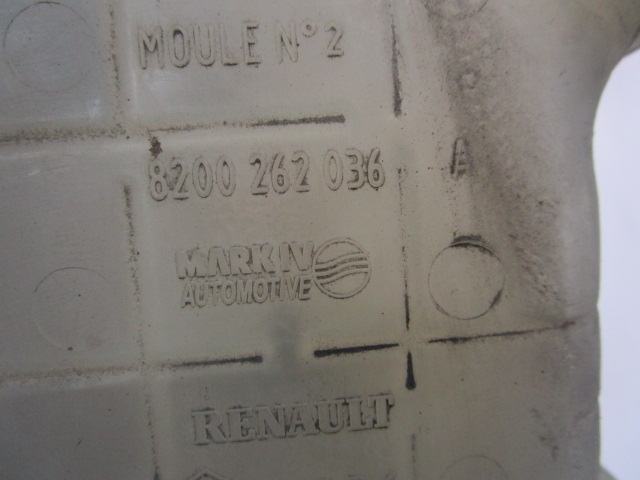 MOULE N°2
8200 262 036 A
MARK IV
AUTOMOTIVE
RENAULT